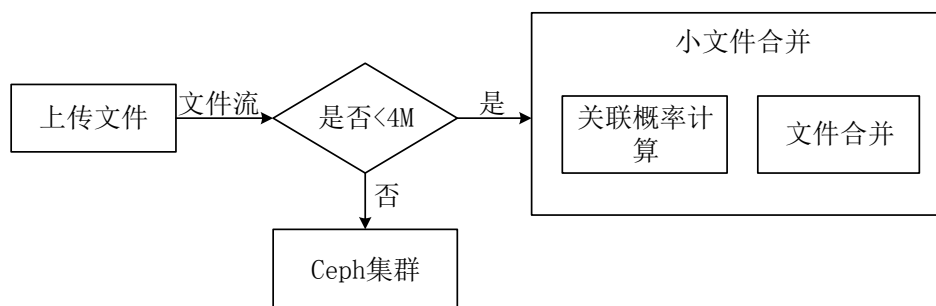 小文件合并
上传文件
文件流
是否<4M
是
关联概率计
算
文件合并
否
Ceph集群